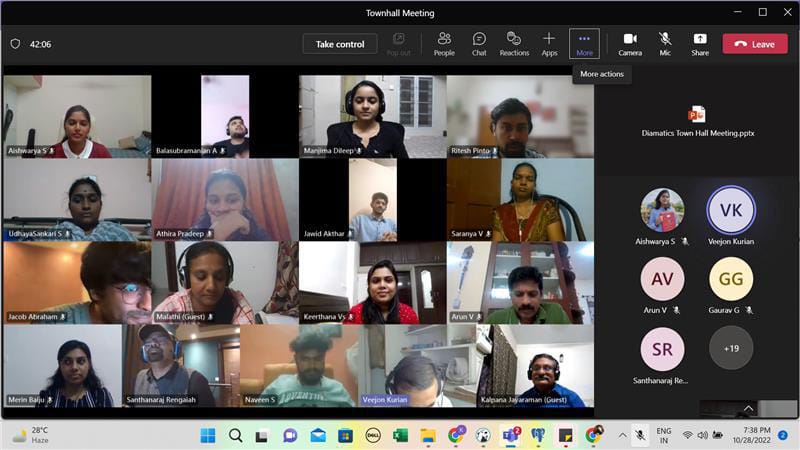 Townhall Meeting
42:06
Take control
Pop out
People
Chat
Reactions
Apps
More
Camera
Mic
Share
Leave
More actions
Aishwarya S
Balasubramanian A
Manjima Dileep
Ritesh Pinto
UdhayaSankari S
Athira Pradeep
Jawid Akthar
Saranya V
Jacob Abraham
Malathi (Guest)
Keerthana Vs
Arun V
Merin Baiju
Santhanaraj Rengaiah
Naveen S
Veejon Kurian
Kalpana Jayaraman (Guest)
Diamatics Town Hall Meeting.pptx
Aishwarya S
VK
Veejon Kurian
AV
Arun V
GG
Gaurav G
SR
Santhanaraj Re...
+19
28°C
Haze
DELL
ENG
IN
7:38 PM
10/28/2022
2